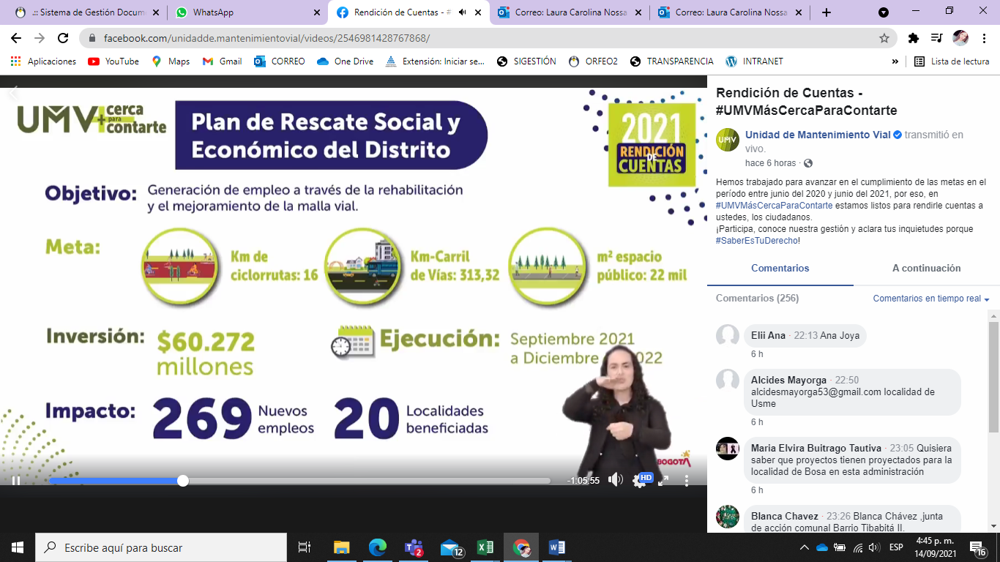 .:: Sistema de Gestión Docum
WhatsApp
Rendición de Cuentas - #
Correo: Laura Carolina Nossa
Correo: Laura Carolina Nossa
facebook.com/unidadde.mantenimientovial/videos/2546981428767868/
Aplicaciones
YouTube
Maps
Gmail
CORREO
One Drive
Extensión: Iniciar se...
SIGESTIÓN
ORFEO2
TRANSPARENCIA
INTRANET
»
Lista de lectura
UMV+ cerca
para
contarte
Plan de Rescate Social y
Económico del Distrito
2021
RENDICIÓN
DE
CUENTAS
Objetivo: Generación de empleo a través de la rehabilitación
y el mejoramiento de la malla vial.
Meta:
Km de
ciclorrutas: 16
Km-Carril
de Vías: 313,32
m² espacio
público: 22 mil
Inversión: $60.272
millones
Ejecución: Septiembre 2021
a Diciembre 022
Impacto: 269 Nuevos
empleos
20 Localidades
beneficiadas
BOGOTÁ
-1:05:55
HD
Rendición de Cuentas -
#UMVMásCercaParaContarte
UMV
Unidad de Mantenimiento Vial transmitió en
vivo.
hace 6 horas ·
Hemos trabajado para avanzar en el cumplimiento de las metas en el
período entre junio del 2020 y junio del 2021, por eso, en
#UMVMásCercaParaContarte estamos listos para rendirle cuentas a
ustedes, los ciudadanos.
¡Participa, conoce nuestra gestión y aclara tus inquietudes porque
#SaberEsTuDerecho!
Comentarios
A continuación
Comentarios (256)
Comentarios en tiempo real
Elii Ana · 22:13 Ana Joya
6 h
Alcides Mayorga · 22:50
alcidesmayorga53@gmail.com localidad de
Usme
6 h
Maria Elvira Buitrago Tautiva · 23:05 Quisiera
saber que proyectos tienen proyectados para la
localidad de Bosa en esta administración
6 h
Blanca Chavez · 23:26 Blanca Chávez ,junta
de acción comunal Barrio Tibabitá II.
Escribe aquí para buscar
2
12
ESP
4:45 p. m.
14/09/2021
16